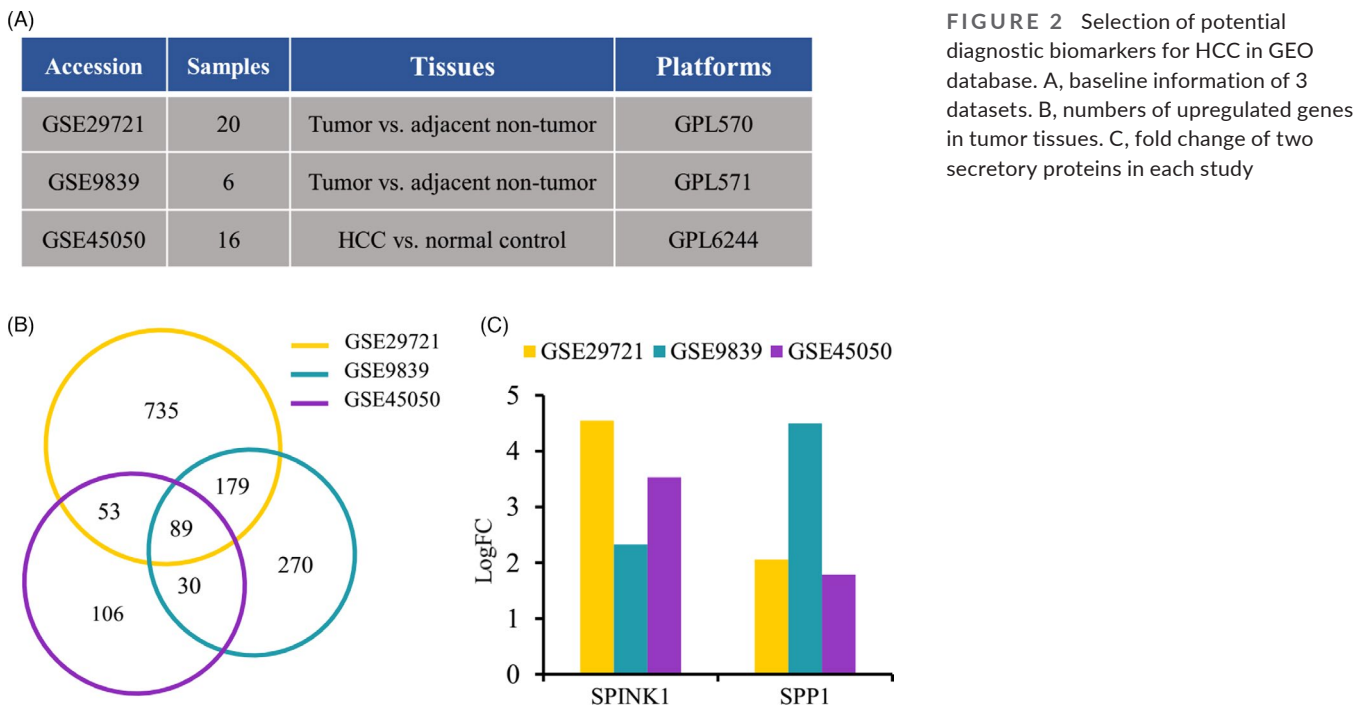 (A)
Accession Samples Tissues Platforms
GSE29721 20 Tumor vs. adjacent non-tumor GPL570
GSE9839 6 Tumor vs. adjacent non-tumor GPL571
GSE45050 16 HCC vs. normal control GPL6244
FIGURE 2 Selection of potential
diagnostic biomarkers for HCC in GEO
database. A, baseline information of 3
datasets. B, numbers of upregulated genes
in tumor tissues. C, fold change of two
secretory proteins in each study
(B)
GSE29721
GSE9839
GSE45050
735
179
53
89
270
30
106
(C)
GSE29721 GSE9839 GSE45050
LogFC
5
4
3
2
1
0
SPINK1 SPP1